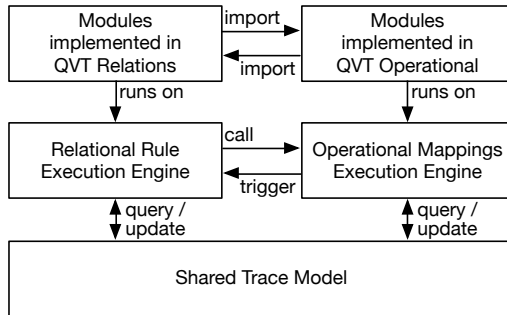 Modules
implemented in
QVT Relations
import
import
Modules
implemented in
QVT Operational
runs on
runs on
Relational Rule
Execution Engine
call
trigger
Operational Mappings
Execution Engine
query /
update
query /
update
Shared Trace Model